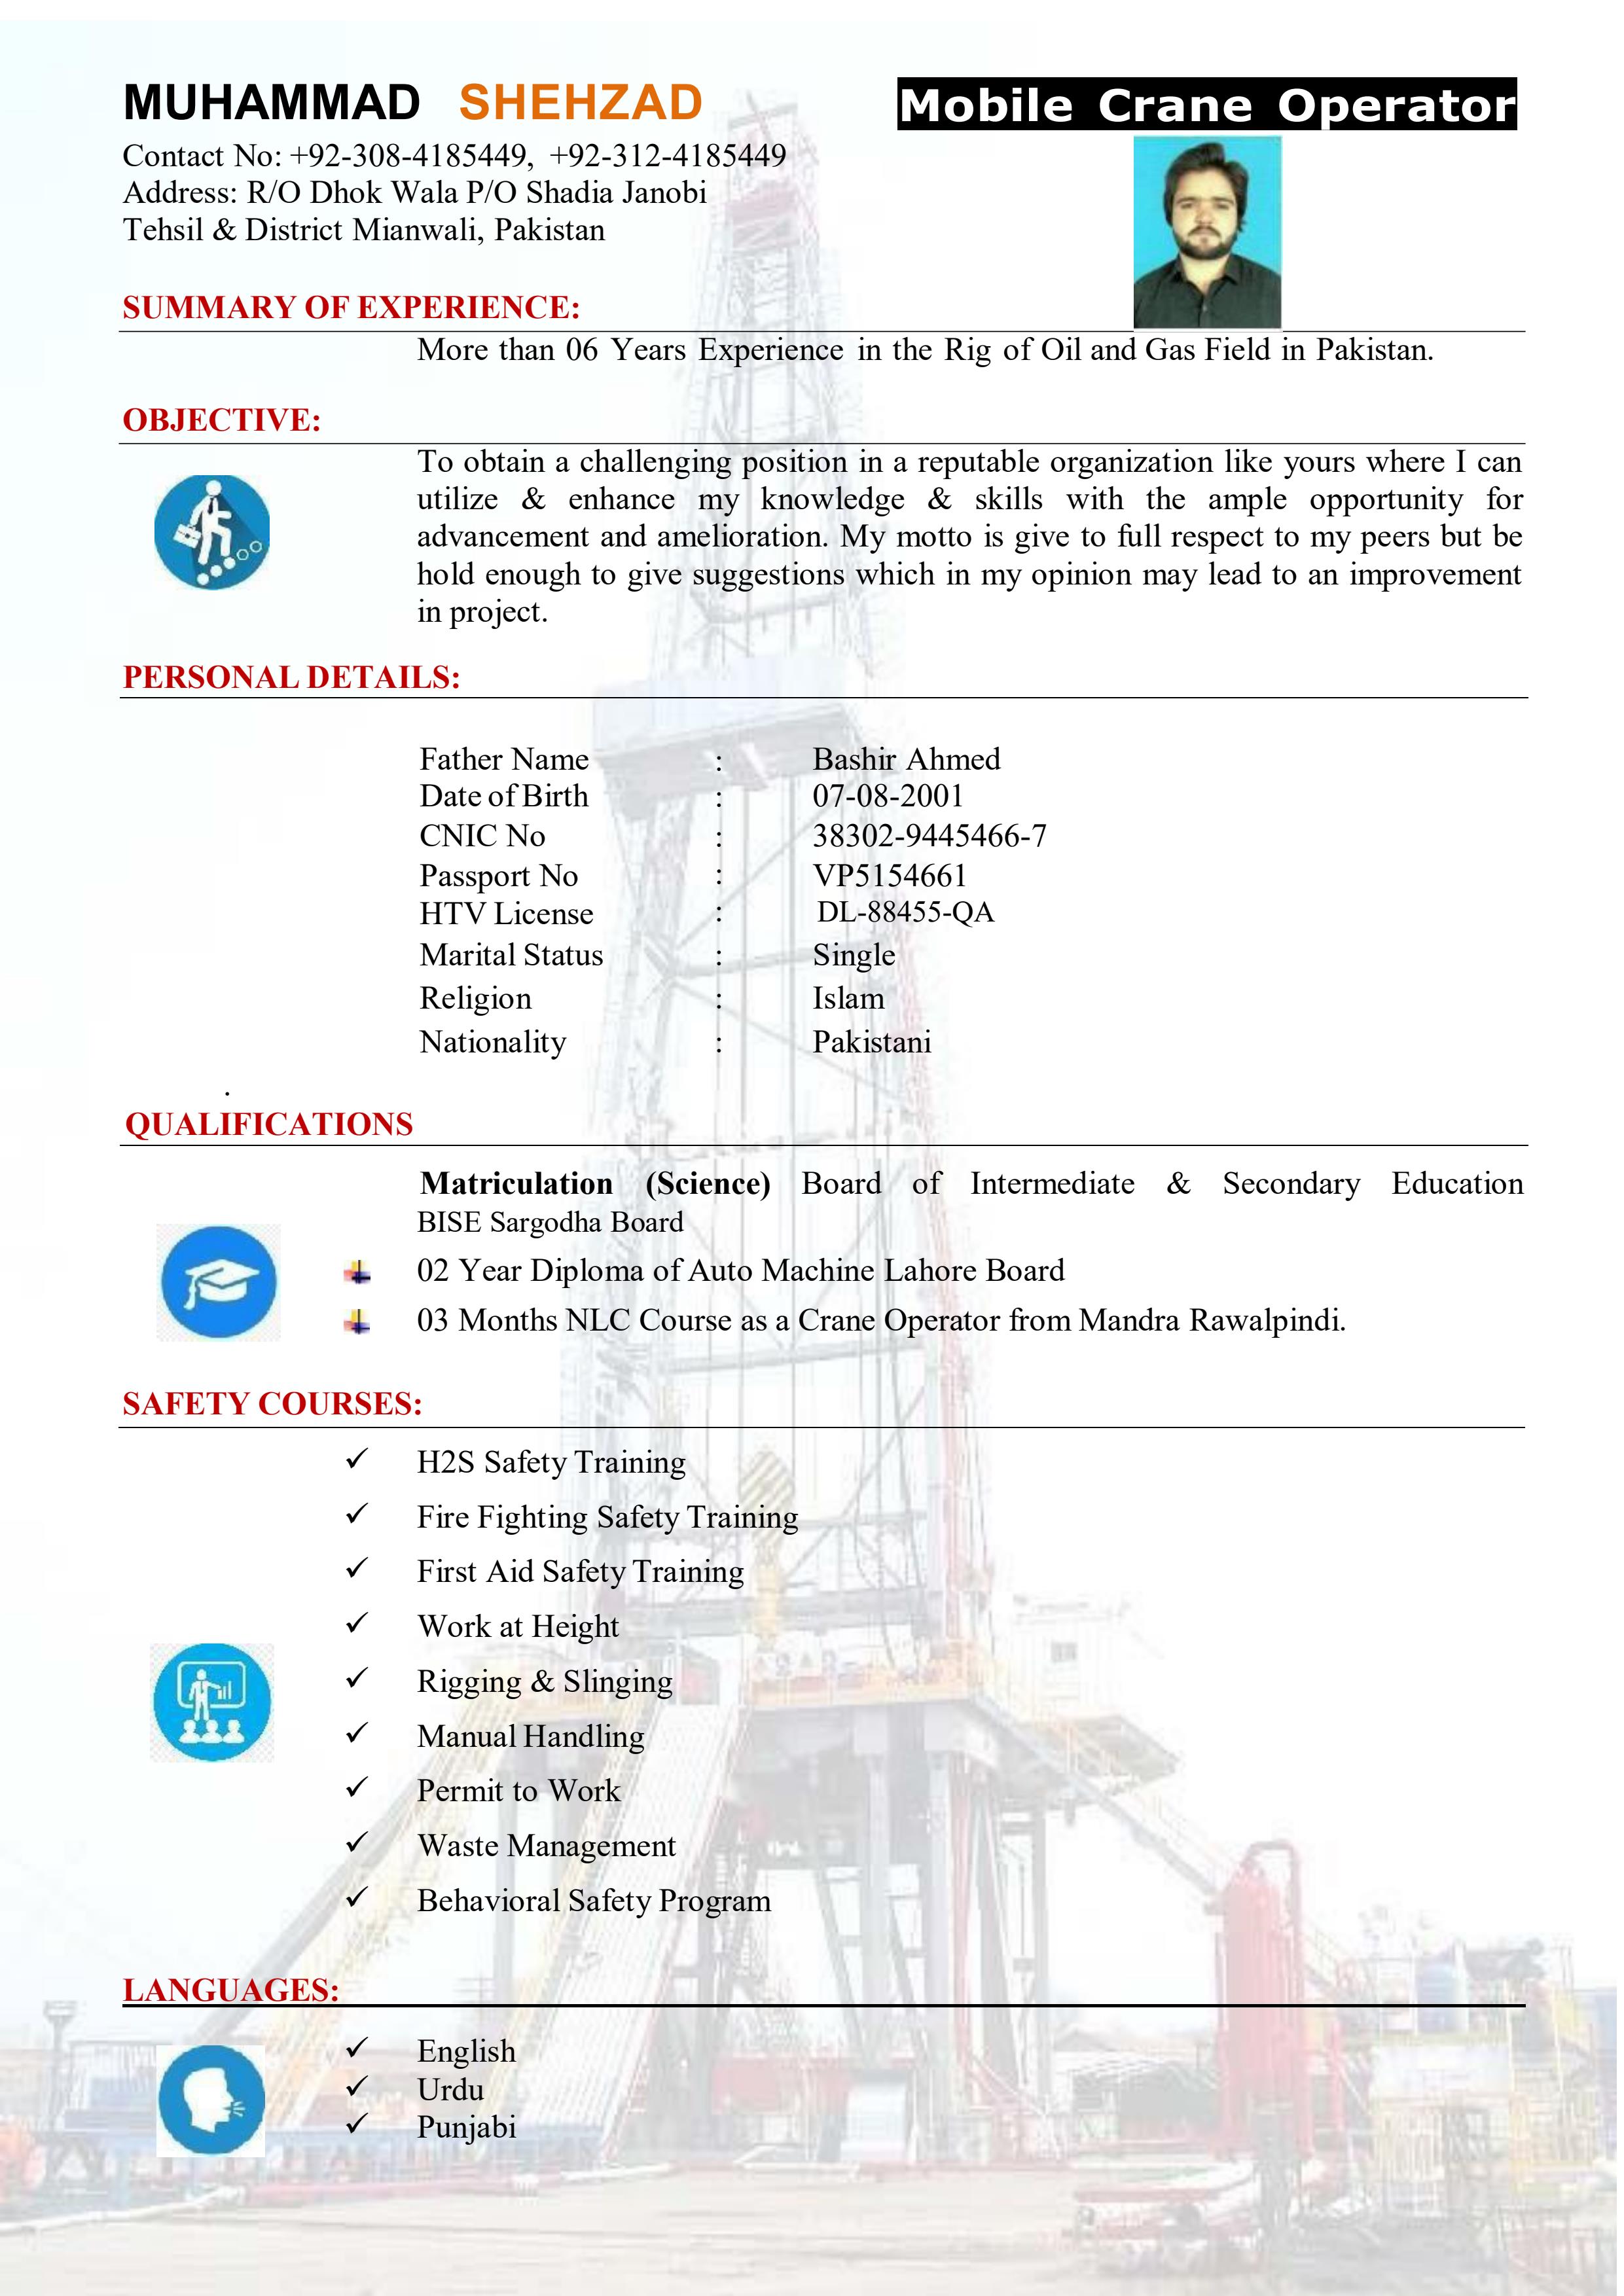 MUHAMMAD SHEHZAD
Mobile Crane Operator
Contact No: +92-308-4185449, +92-312-4185449
Address: R/O Dhok Wala P/O Shadia Janobi
Tehsil & District Mianwali, Pakistan
SUMMARY OF EXPERIENCE:
More than 06 Years Experience in the Rig of Oil and Gas Field in Pakistan.
OBJECTIVE:
To obtain a challenging position in a reputable organization like yours where I can
utilize & enhance my knowledge & skills with the ample opportunity for
advancement and amelioration. My motto is give to full respect to my peers but be
hold enough to give suggestions which in my opinion may lead to an improvement
in project.
PERSONAL DETAILS:
Father Name : Bashir Ahmed
Date of Birth : 07-08-2001
CNIC No : 38302-9445466-7
Passport No : VP5154661
HTV License : DL-88455-QA
Marital Status : Single
Religion : Islam
Nationality : Pakistani
.
QUALIFICATIONS
Matriculation (Science) Board of Intermediate & Secondary Education
BISE Sargodha Board
02 Year Diploma of Auto Machine Lahore Board
03 Months NLC Course as a Crane Operator from Mandra Rawalpindi.
SAFETY COURSES:
✓ H2S Safety Training
✓ Fire Fighting Safety Training
✓ First Aid Safety Training
✓ Work at Height
✓ Rigging & Slinging
✓ Manual Handling
✓ Permit to Work
✓ Waste Management
✓ Behavioral Safety Program
LANGUAGES:
✓ English
✓ Urdu
✓ Punjabi